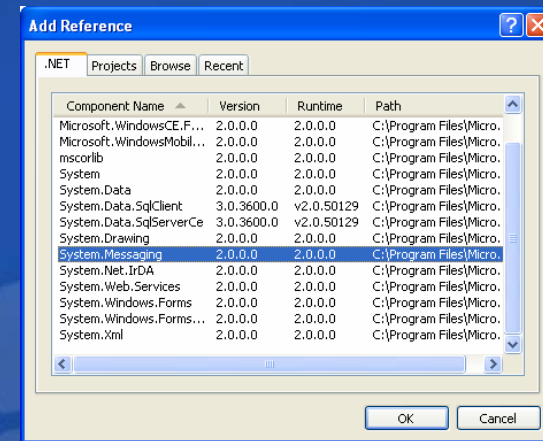 Add Reference
.NET Projects Browse Recent
Component Name Version Runtime Path
Microsoft.WindowsCE.F... 2.0.0.0 2.0.0.0 C:\Program Files\Micro.
Microsoft.WindowsMobil... 2.0.0.0 2.0.0.0 C:\Program Files\Micro.
mscorlib 2.0.0.0 2.0.0.0 C:\Program Files\Micro.
System 2.0.0.0 2.0.0.0 C:\Program Files\Micro.
System.Data 2.0.0.0 2.0.0.0 C:\Program Files\Micro.
System.Data.SqlClient 3.0.3600.0 v2.0.50129 C:\Program Files\Micro.
System.Data.SqlServerCe 3.0.3600.0 v2.0.50129 C:\Program Files\Micro.
System.Drawing 2.0.0.0 2.0.0.0 C:\Program Files\Micro.
System.Messaging 2.0.0.0 2.0.0.0 C:\Program Files\Micro.
System.Net.IrDA 2.0.0.0 2.0.0.0 C:\Program Files\Micro.
System.Web.Services 2.0.0.0 2.0.0.0 C:\Program Files\Micro.
System.Windows.Forms 2.0.0.0 2.0.0.0 C:\Program Files\Micro.
System.Windows.Forms... 2.0.0.0 2.0.0.0 C:\Program Files\Micro.
System.Xml 2.0.0.0 2.0.0.0 C:\Program Files\Micro.
OK Cancel